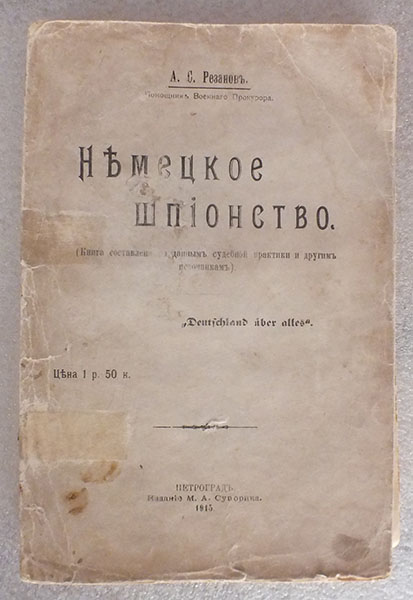 А. С. Резановъ.
Помощникъ Военнаго Прокурора.
Нѣмецкое
шпіонство.
(Книга составлена по даннымъ судебной практики и другимъ
источникамъ)
„Deutschland über alles“.
Цѣна 1 р. 50 к.
ПЕТРОГРАДЪ.
Изданіе М. А. Суворина.
1915.